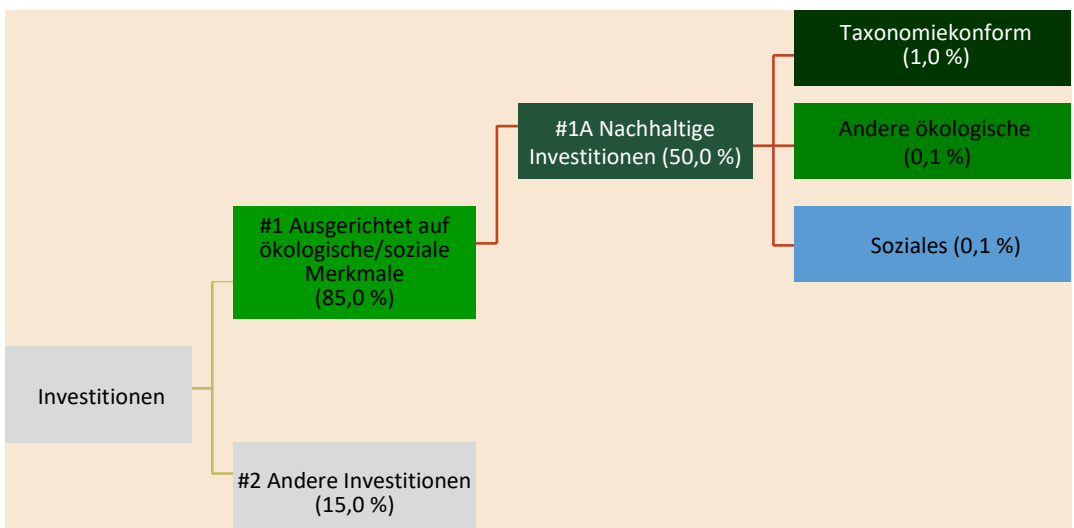 Taxonomiekonform
(1,0 %)
#1A Nachhaltige
Investitionen (50,0 %)
Andere ökologische
(0,1 %)
#1 Ausgerichtet auf
ökologische/soziale
Merkmale
(85,0 %)
Soziales (0,1 %)
Investitionen
#2 Andere Investitionen
(15,0 %)